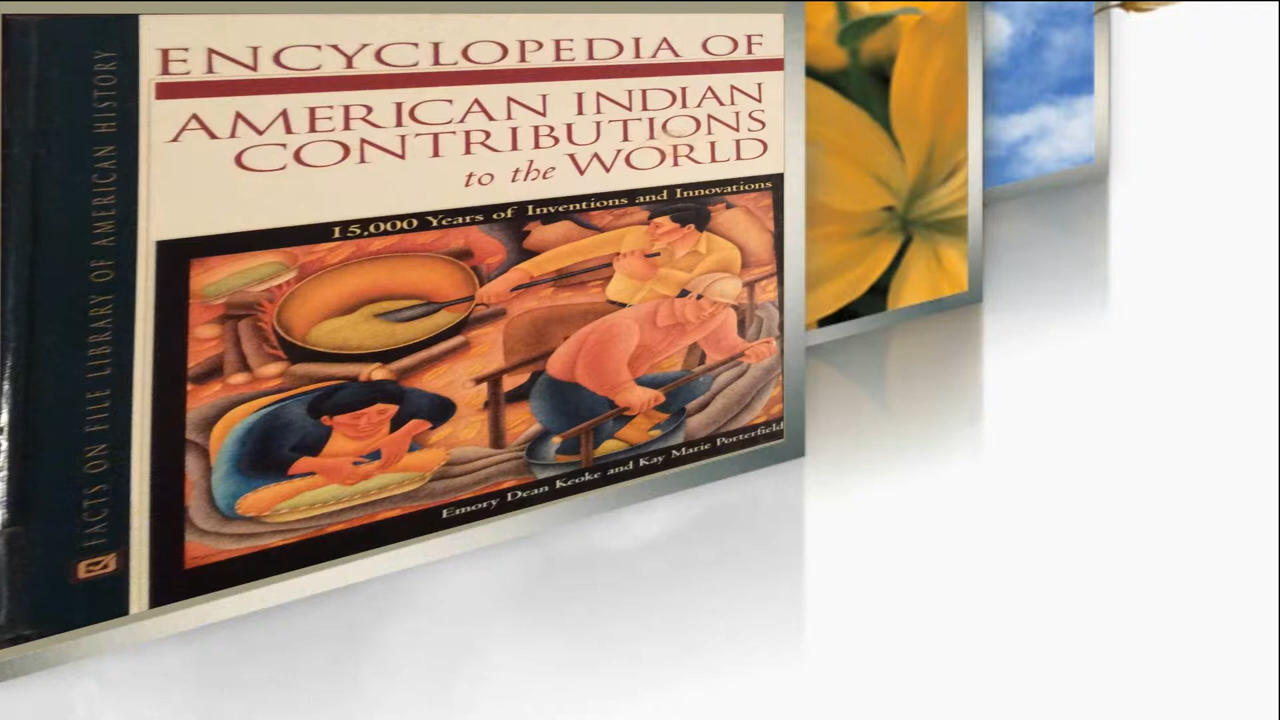 FACTS ON FILE LIBRARY OF AMERICAN HISTORY
ENCYCLOPEDIA OF
AMERICAN INDIAN
CONTRIBUTIONS
to the WORLD
15,000 Years of Inventions and Innovations
Emory Dean Keoke and Kay Marie Porterfield